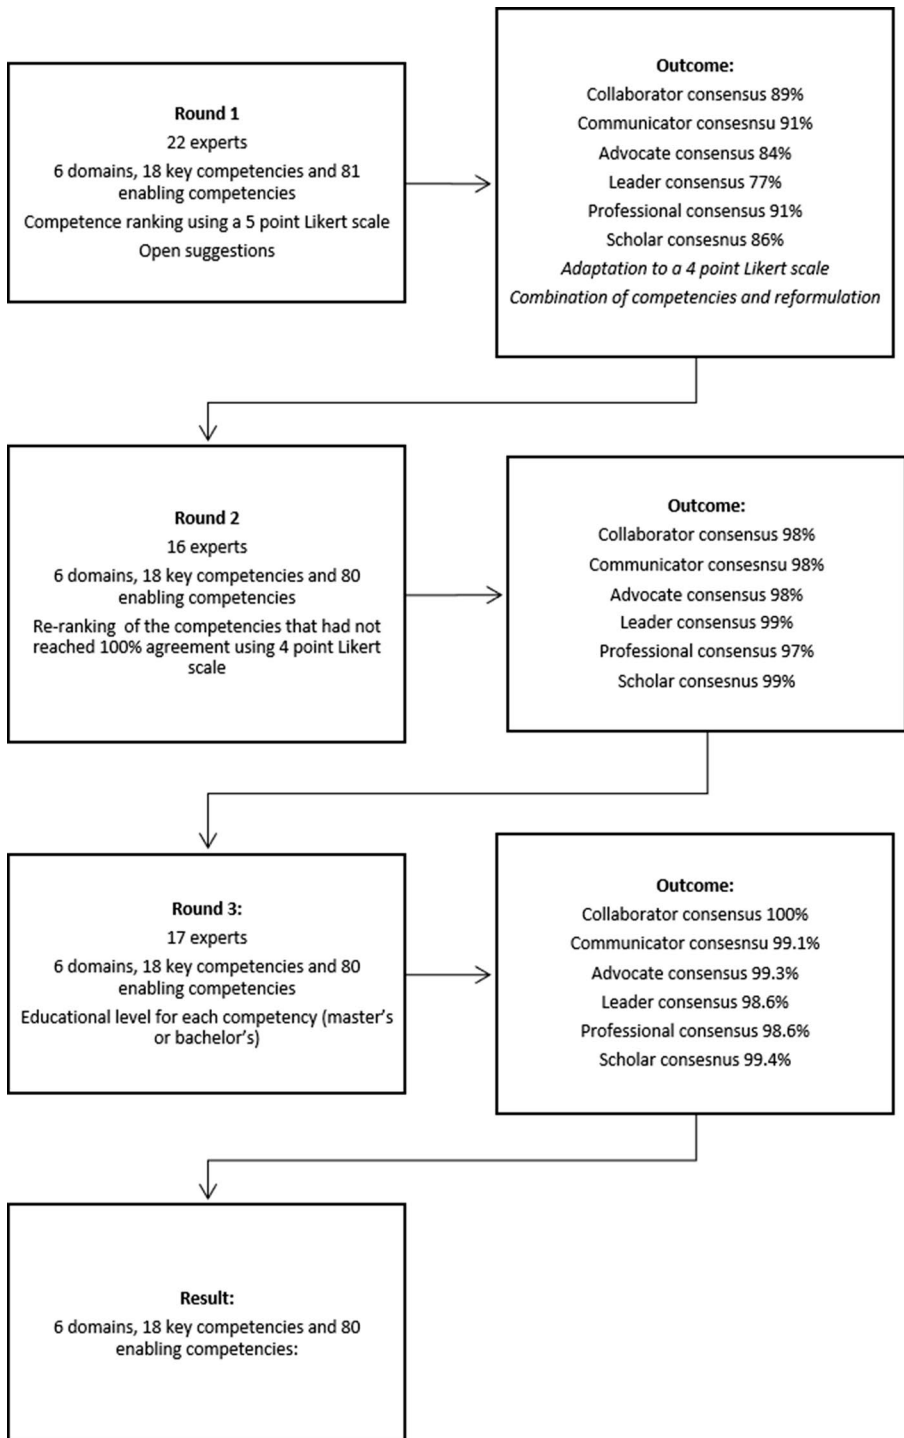 Round 1
22 experts
6 domains, 18 key competencies and 81
enabling competencies
Competence ranking using a 5 point Likert scale
Open suggestions
Outcome:
Collaborator consensus 89%
Communicator consesnsu 91%
Advocate consensus 84%
Leader consensus 77%
Professional consensus 91%
Scholar consesnus 86%
Adaptation to a 4 point Likert scale
Combination of competencies and reformulation
Round 2
16 experts
6 domains, 18 key competencies and 80
enabling competencies
Re-ranking of the competencies that had not
reached 100% agreement using 4 point Likert
scale
Outcome:
Collaborator consensus 98%
Communicator consesnsu 98%
Advocate consensus 98%
Leader consensus 99%
Professional consensus 97%
Scholar consesnus 99%
Round 3:
17 experts
6 domains, 18 key competencies and 80
enabling competencies
Educational level for each competency (master's
or bachelor's)
Outcome:
Collaborator consensus 100%
Communicator consesnsu 99.1%
Advocate consensus 99.3%
Leader consensus 98.6%
Professional consensus 98.6%
Scholar consesnus 99.4%
Result:
6 domains, 18 key competencies and 80
enabling competencies: